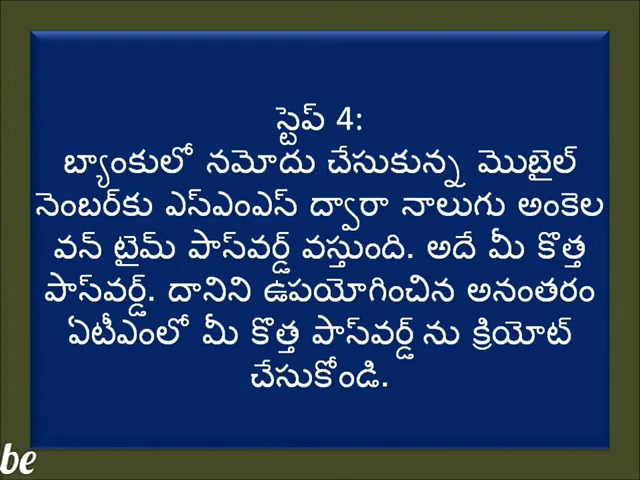 స్టెప్ 4:
బ్యాంకులో నమోదు చేసుకున్న మొబైల్
నెంబర్‌కు ఎస్ఎంఎస్ ద్వారా నాలుగు అంకెల
వన్ టైమ్ పాస్‌వర్డ్ వస్తుంది. అదే మీ కొత్త
పాస్‌వర్డ్. దానిని ఉపయోగించిన అనంతరం
ఏటీఎంలో మీ కొత్త పాస్‌వర్డ్ ను క్రియోట్
చేసుకోండి.
be